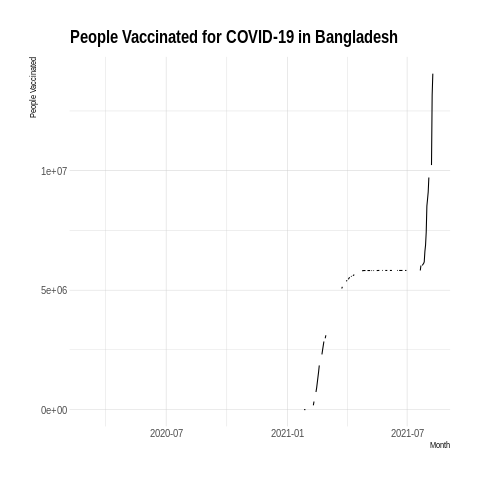 People Vaccinated for COVID-19 in Bangladesh
People Vaccinated
1e+07
5e+06
0e+00
2020-07
2021-01
2021-07
Month